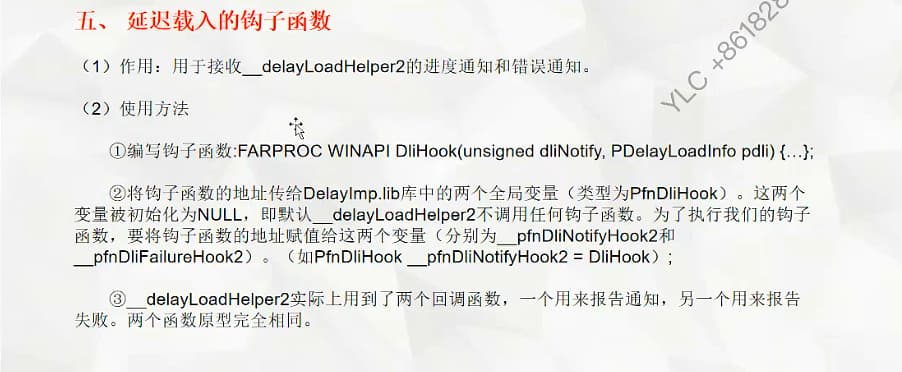 五、 延迟载入的钩子函数
（1）作用：用于接收__delayLoadHelper2的进度通知和错误通知。
（2）使用方法
①编写钩子函数:FARPROC WINAPI DliHook(unsigned dliNotify, PDelayLoadInfo pdli) {…};
②将钩子函数的地址传给DelayImp.lib库中的两个全局变量（类型为PfnDliHook）。这两个
变量被初始化为NULL，即默认__delayLoadHelper2不调用任何钩子函数。为了执行我们的钩子
函数，要将钩子函数的地址赋值给这两个变量（分别为__pfnDliNotifyHook2和
__pfnDliFailureHook2）。（如PfnDliHook __pfnDliNotifyHook2 = DliHook）;
③__delayLoadHelper2实际上用到了两个回调函数，一个用来报告通知，另一个用来报告
失败。两个函数原型完全相同。
YLC +861828